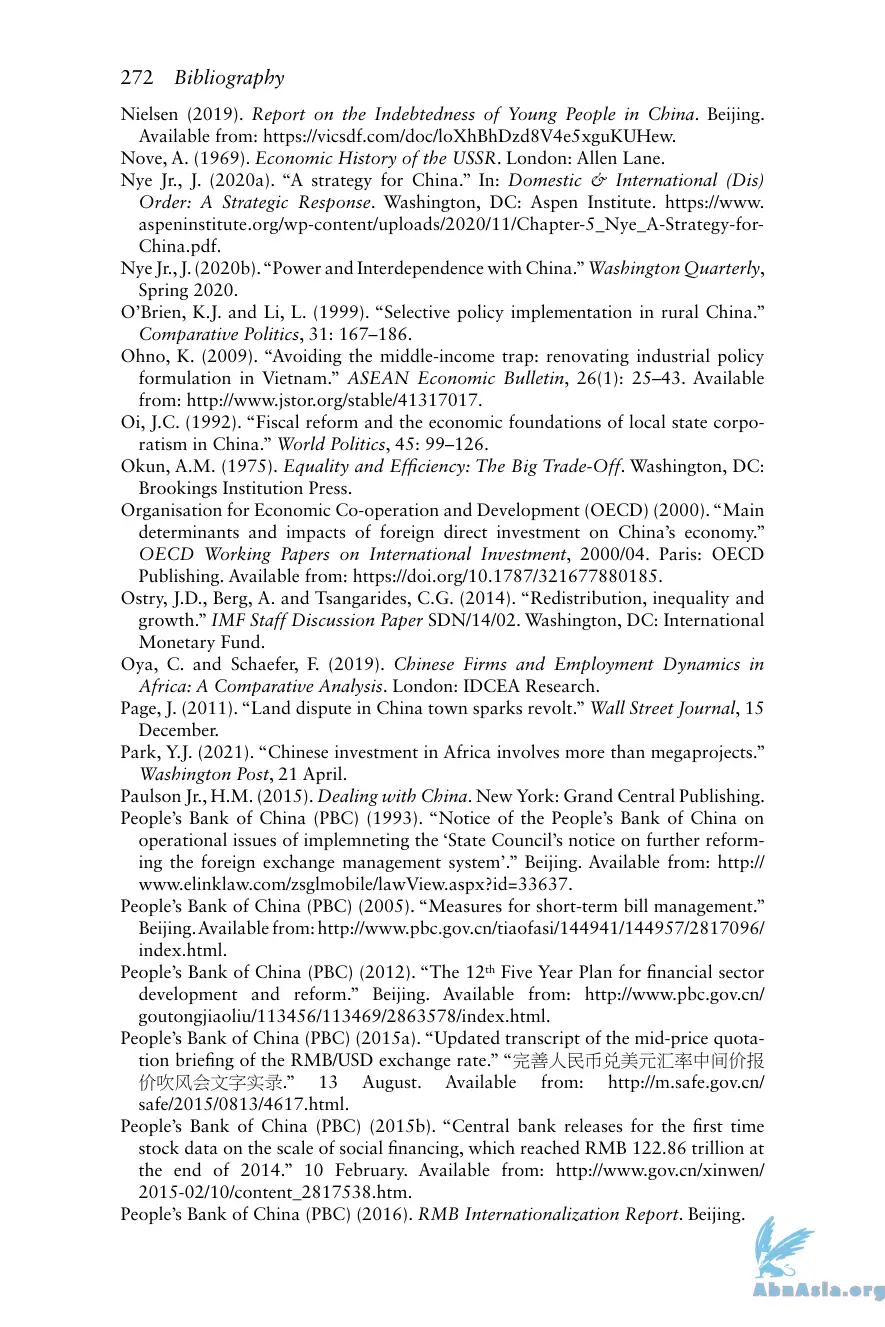 272 Bibliography
Nielsen (2019). Report on the Indebtedness of Young People in China. Beijing.
Available from: https://vicsdf.com/doc/loXhBhDzd8V4e5xguKUHew.
Nove, A. (1969). Economic History of the USSR. London: Allen Lane.
Nye Jr., J. (2020a). “A strategy for China.” In: Domestic & International (Dis)
Order: A Strategic Response. Washington, DC: Aspen Institute. https://www.
aspeninstitute.org/wp-content/uploads/2020/11/Chapter-5_Nye_A-Strategy-for-
China.pdf.
Nye Jr., J. (2020b). “Power and Interdependence with China.” Washington Quarterly,
Spring 2020.
O’Brien, K.J. and Li, L. (1999). “Selective policy implementation in rural China.”
Comparative Politics, 31: 167–186.
Ohno, K. (2009). “Avoiding the middle-income trap: renovating industrial policy
formulation in Vietnam.” ASEAN Economic Bulletin, 26(1): 25–43. Available
from: http://www.jstor.org/stable/41317017.
Oi, J.C. (1992). “Fiscal reform and the economic foundations of local state corpo-
ratism in China.” World Politics, 45: 99–126.
Okun, A.M. (1975). Equality and Efficiency: The Big Trade-Off. Washington, DC:
Brookings Institution Press.
Organisation for Economic Co-operation and Development (OECD) (2000). “Main
determinants and impacts of foreign direct investment on China’s economy.”
OECD Working Papers on International Investment, 2000/04. Paris: OECD
Publishing. Available from: https://doi.org/10.1787/321677880185.
Ostry, J.D., Berg, A. and Tsangarides, C.G. (2014). “Redistribution, inequality and
growth.” IMF Staff Discussion Paper SDN/14/02. Washington, DC: International
Monetary Fund.
Oya, C. and Schaefer, F. (2019). Chinese Firms and Employment Dynamics in
Africa: A Comparative Analysis. London: IDCEA Research.
Page, J. (2011). “Land dispute in China town sparks revolt.” Wall Street Journal, 15
December.
Park, Y.J. (2021). “Chinese investment in Africa involves more than megaprojects.”
Washington Post, 21 April.
Paulson Jr., H.M. (2015). Dealing with China. New York: Grand Central Publishing.
People’s Bank of China (PBC) (1993). “Notice of the People’s Bank of China on
operational issues of implemneting the ‘State Council’s notice on further reform-
ing the foreign exchange management system’.” Beijing. Available from: http://
www.elinklaw.com/zsglmobile/lawView.aspx?id=33637.
People’s Bank of China (PBC) (2005). “Measures for short-term bill management.”
Beijing. Available from: http://www.pbc.gov.cn/tiaofasi/144941/144957/2817096/
index.html.
People’s Bank of China (PBC) (2012). “The 12th Five Year Plan for financial sector
development and reform.” Beijing. Available from: http://www.pbc.gov.cn/
goutongjiaoliu/113456/113469/2863578/index.html.
People’s Bank of China (PBC) (2015a). “Updated transcript of the mid-price quota-
tion briefing of the RMB/USD exchange rate.” “完善人民币兑美元汇率中间价报
价吹风会文字实录.” 13 August. Available from: http://m.safe.gov.cn/
safe/2015/0813/4617.html.
People’s Bank of China (PBC) (2015b). “Central bank releases for the first time
stock data on the scale of social financing, which reached RMB 122.86 trillion at
the end of 2014.” 10 February. Available from: http://www.gov.cn/xinwen/
2015-02/10/content_2817538.htm.
People’s Bank of China (PBC) (2016). RMB Internationalization Report. Beijing.
AbnAsia.org